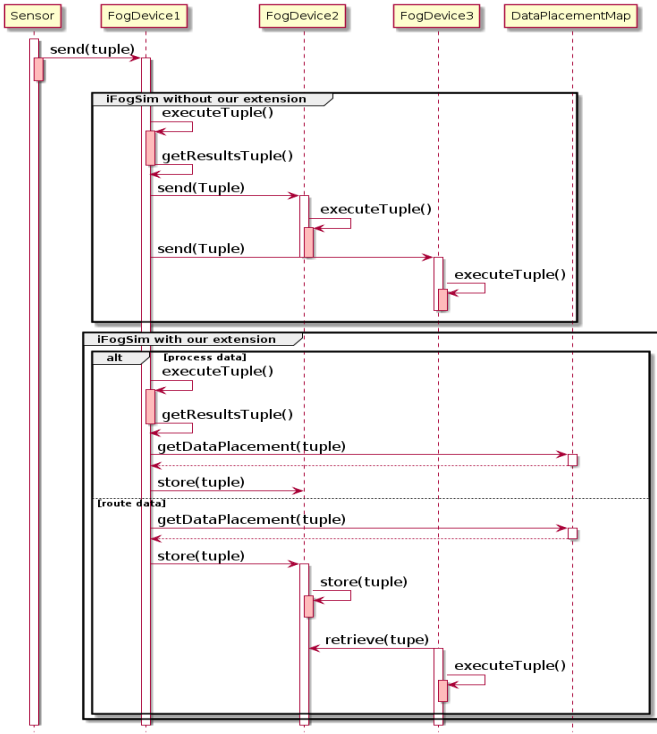 Sensor FogDevice1 FogDevice2 FogDevice3 DataPlacementMap
send(tuple)
iFogSim without our extension
executeTuple()
getResultsTuple()
send(Tuple)
executeTuple()
send(Tuple)
executeTuple()
iFogSim with our extension
alt [process data]
executeTuple()
getResultsTuple()
getDataPlacement(tuple)
store(tuple)
[route data]
getDataPlacement(tuple)
store(tuple)
store(tuple)
retrieve(tupe)
executeTuple()